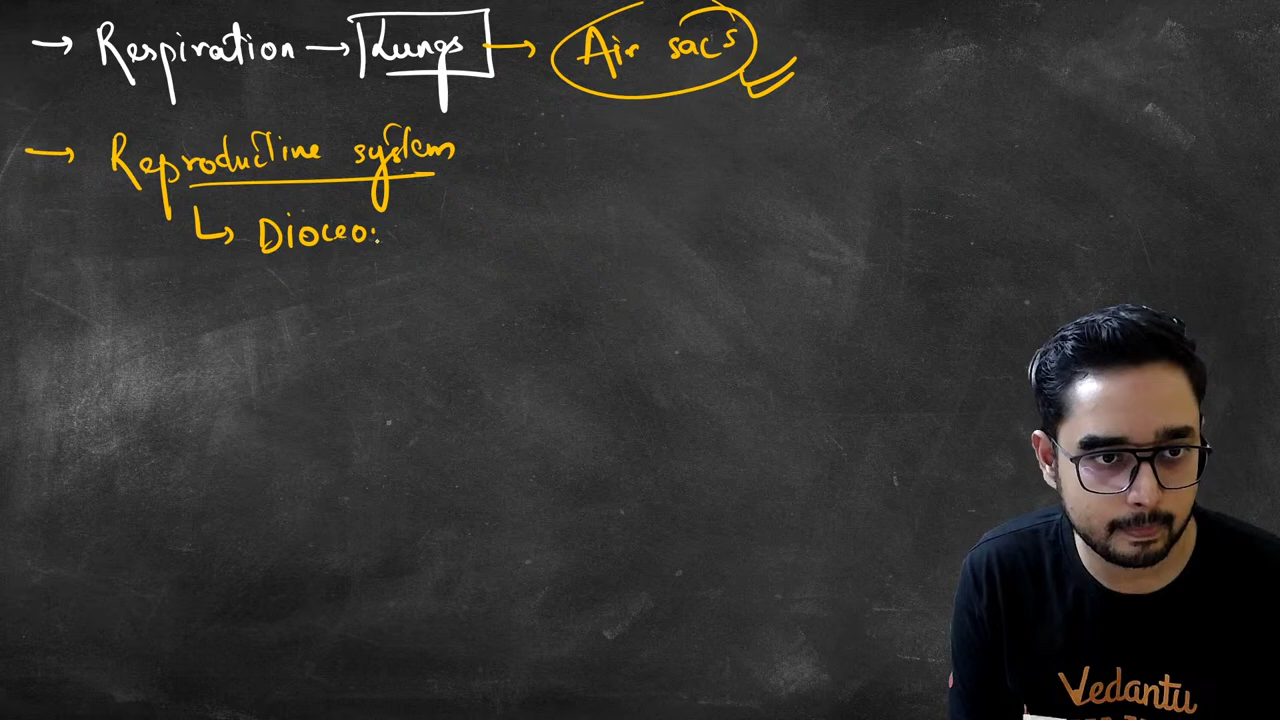 → Respiration → Lungs → Air sacs
→ Reproductive system
↳ Dioceo
Vedantu